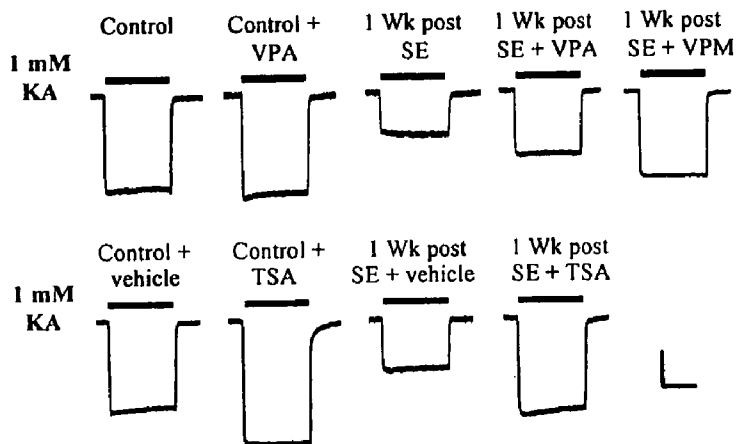 Control
Control +
VPA
1 Wk post
SE
1 Wk post
SE + VPA
1 Wk post
SE + VPM
1 mM
KA
Control +
vehicle
Control +
TSA
1 Wk post
SE + vehicle
1 Wk post
SE + TSA
1 mM
KA